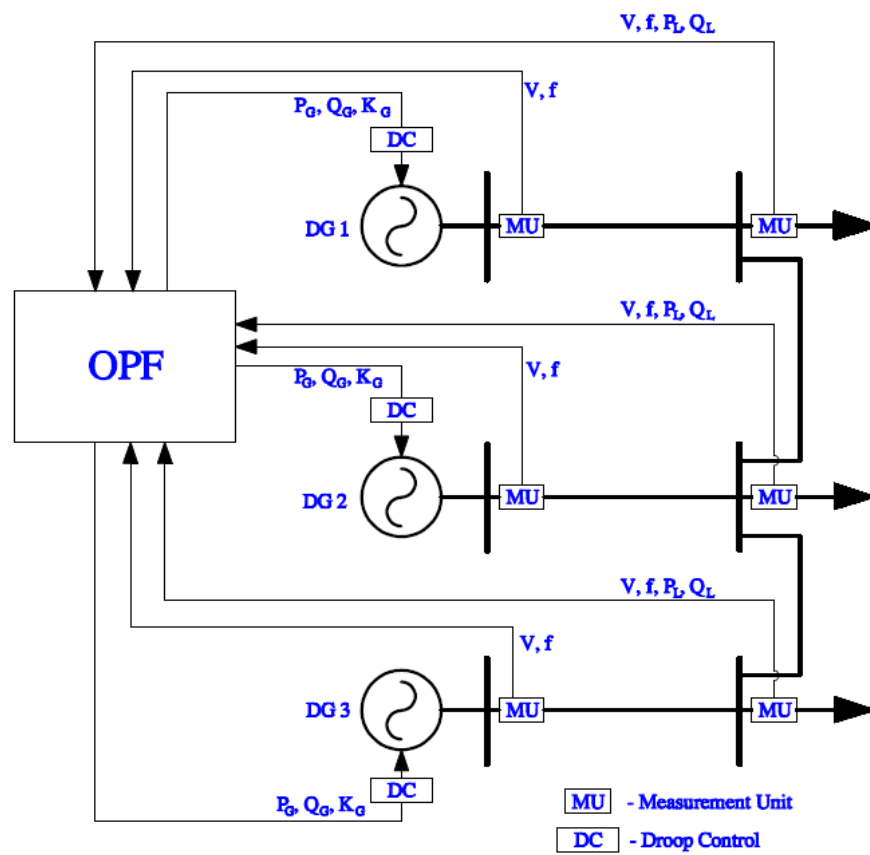 V, f, P_L, Q_L
V, f
P_G, Q_G, K_G
DC
DG 1
MU
MU
V, f, P_L, Q_L
OPF
V, f
P_G, Q_G, K_G
DC
DG 2
MU
MU
V, f, P_L, Q_L
V, f
DG 3
MU
MU
DC
P_G, Q_G, K_G
MU - Measurement Unit
DC - Droop Control